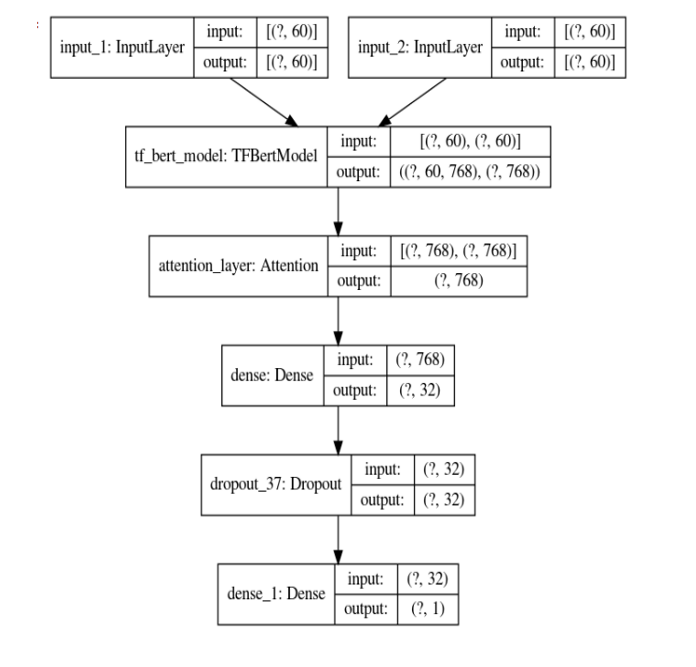 :
input_1: InputLayer
input: [(?, 60)]
output: [(?, 60)]
input_2: InputLayer
input: [(?, 60)]
output: [(?, 60)]
tf_bert_model: TFBertModel
input: [(?, 60), (?, 60)]
output: ((?, 60, 768), (?, 768))
attention_layer: Attention
input: [(?, 768), (?, 768)]
output: (?, 768)
dense: Dense
input: (?, 768)
output: (?, 32)
dropout_37: Dropout
input: (?, 32)
output: (?, 32)
dense_1: Dense
input: (?, 32)
output: (?, 1)